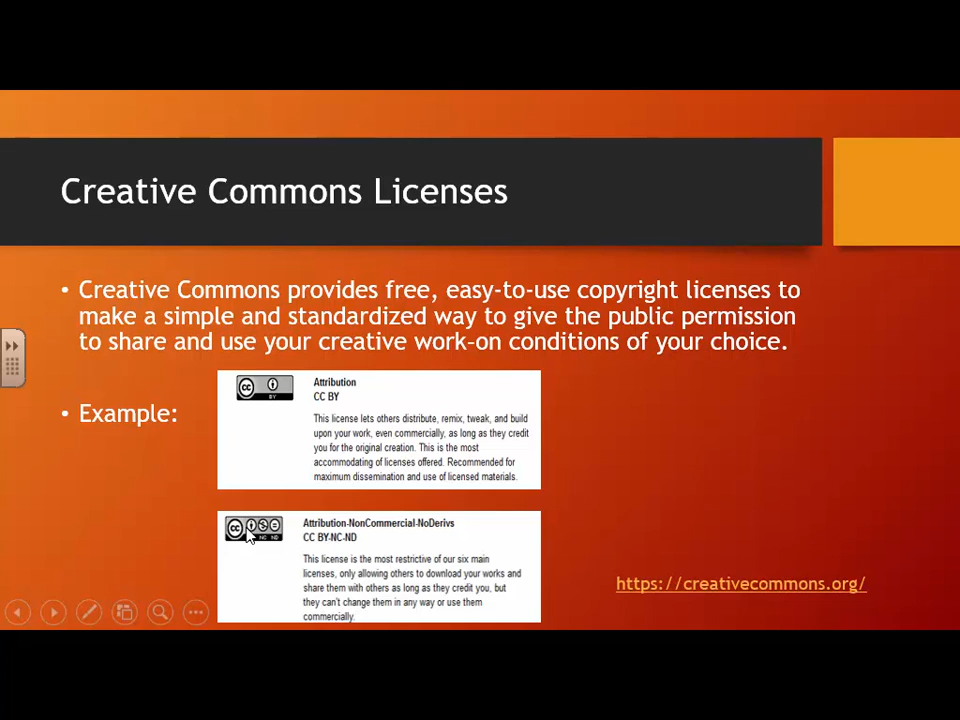 Creative Commons Licenses
• Creative Commons provides free, easy-to-use copyright licenses to
make a simple and standardized way to give the public permission
to share and use your creative work-on conditions of your choice.
• Example:
cc BY
Attribution
CC BY
This license lets others distribute, remix, tweak, and build
upon your work, even commercially, as long as they credit
you for the original creation. This is the most
accommodating of licenses offered. Recommended for
maximum dissemination and use of licensed materials.
cc NC ND
Attribution-NonCommercial-NoDerivs
CC BY-NC-ND
This license is the most restrictive of our six main
licenses, only allowing others to download your works and
share them with others as long as they credit you, but
they can't change them in any way or use them
commercially.
https://creativecommons.org/